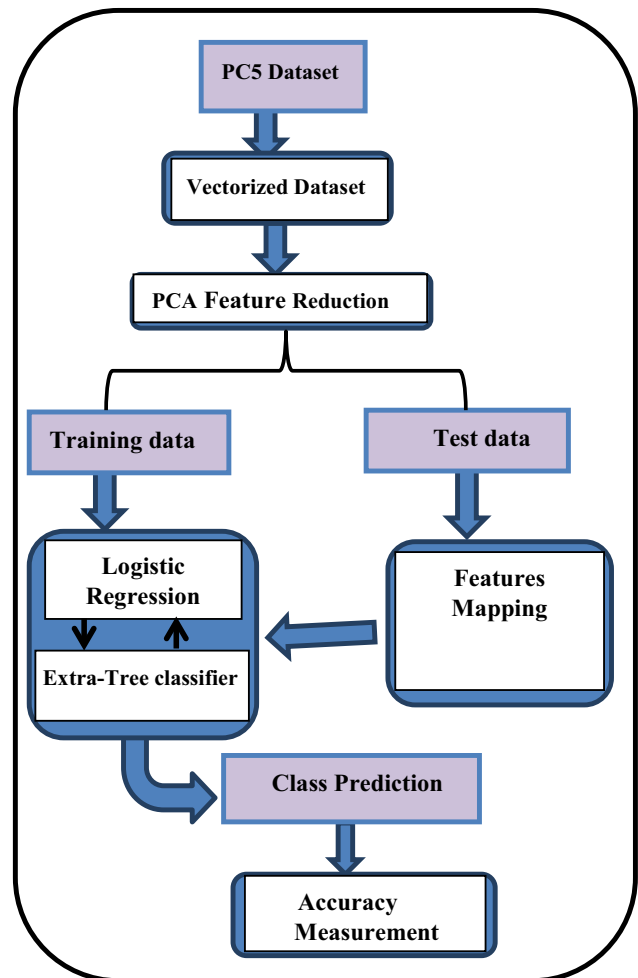 PC5 Dataset
Vectorized Dataset
PCA Feature Reduction
Training data
Test data
Logistic
Regression
Extra-Tree classifier
Features
Mapping
Class Prediction
Accuracy
Measurement